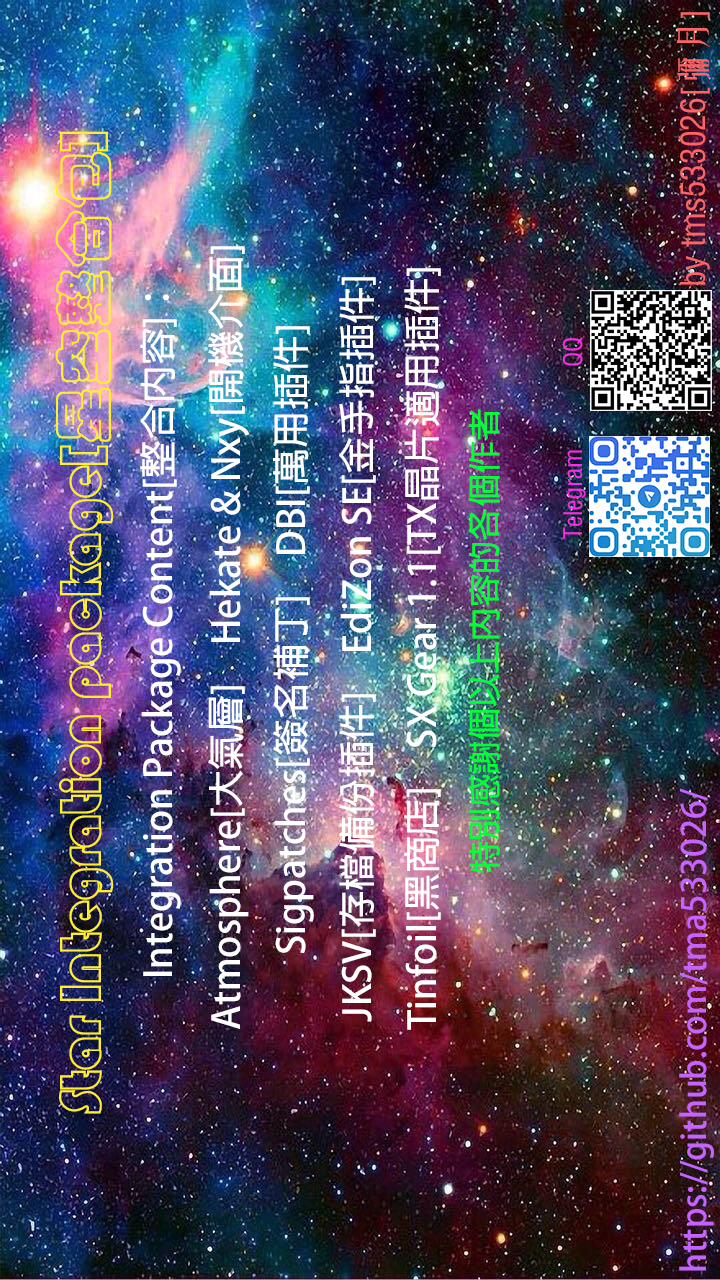 Star Integration package[星空整合包]
Integration Package Content[整合內容] :
Atmosphere[大氣層] Hekate & Nxy[開機介面]
Sigpatches[簽名補丁] DBI[萬用插件]
JKSV[存檔備份插件] EdiZon SE[金手指插件]
Tinfoil[黑商店] SX Gear 1.1[TX晶片適用插件]
特別感謝個以上內容的各個作者
Telegram
QQ
https://github.com/tma533026/
by tms533026[彌 月]